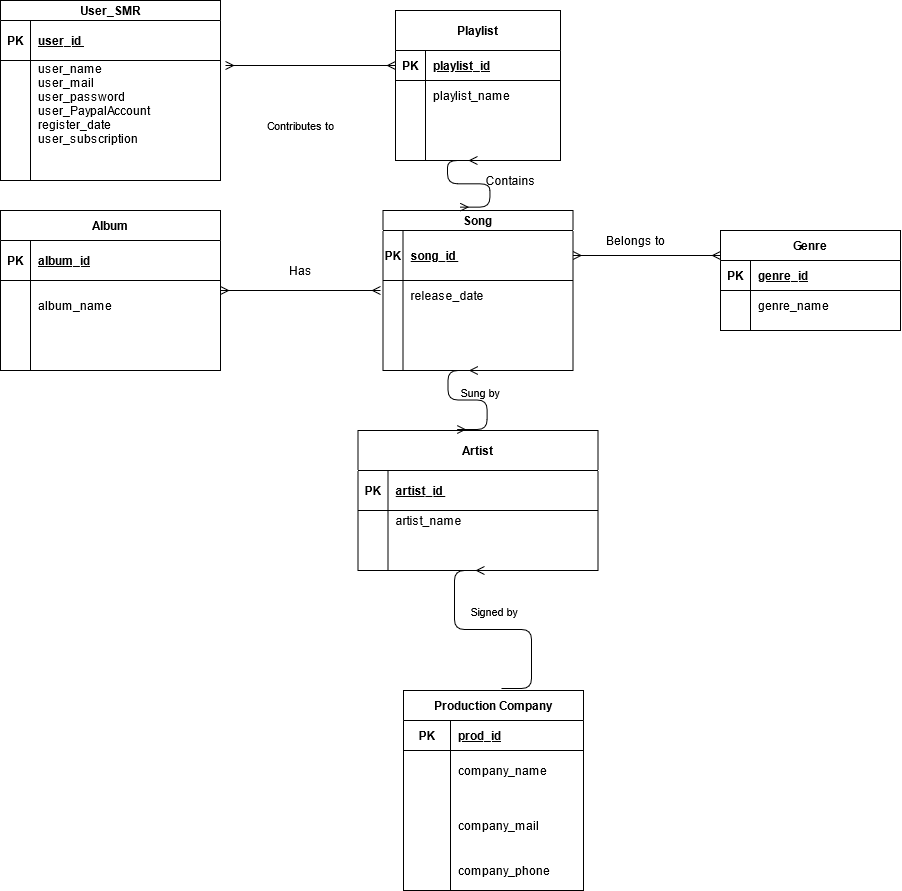 User_SMR
PK user_id
user_name
user_mail
user_password
user_PaypalAccount
register_date
user_subscription
Contributes to
Playlist
PK playlist_id
playlist_name
Contains
Album
PK album_id
album_name
Has
Song
PK song_id
release_date
Belongs to
Genre
PK genre_id
genre_name
Sung by
Artist
PK artist_id
artist_name
Signed by
Production Company
PK prod_id
company_name
company_mail
company_phone